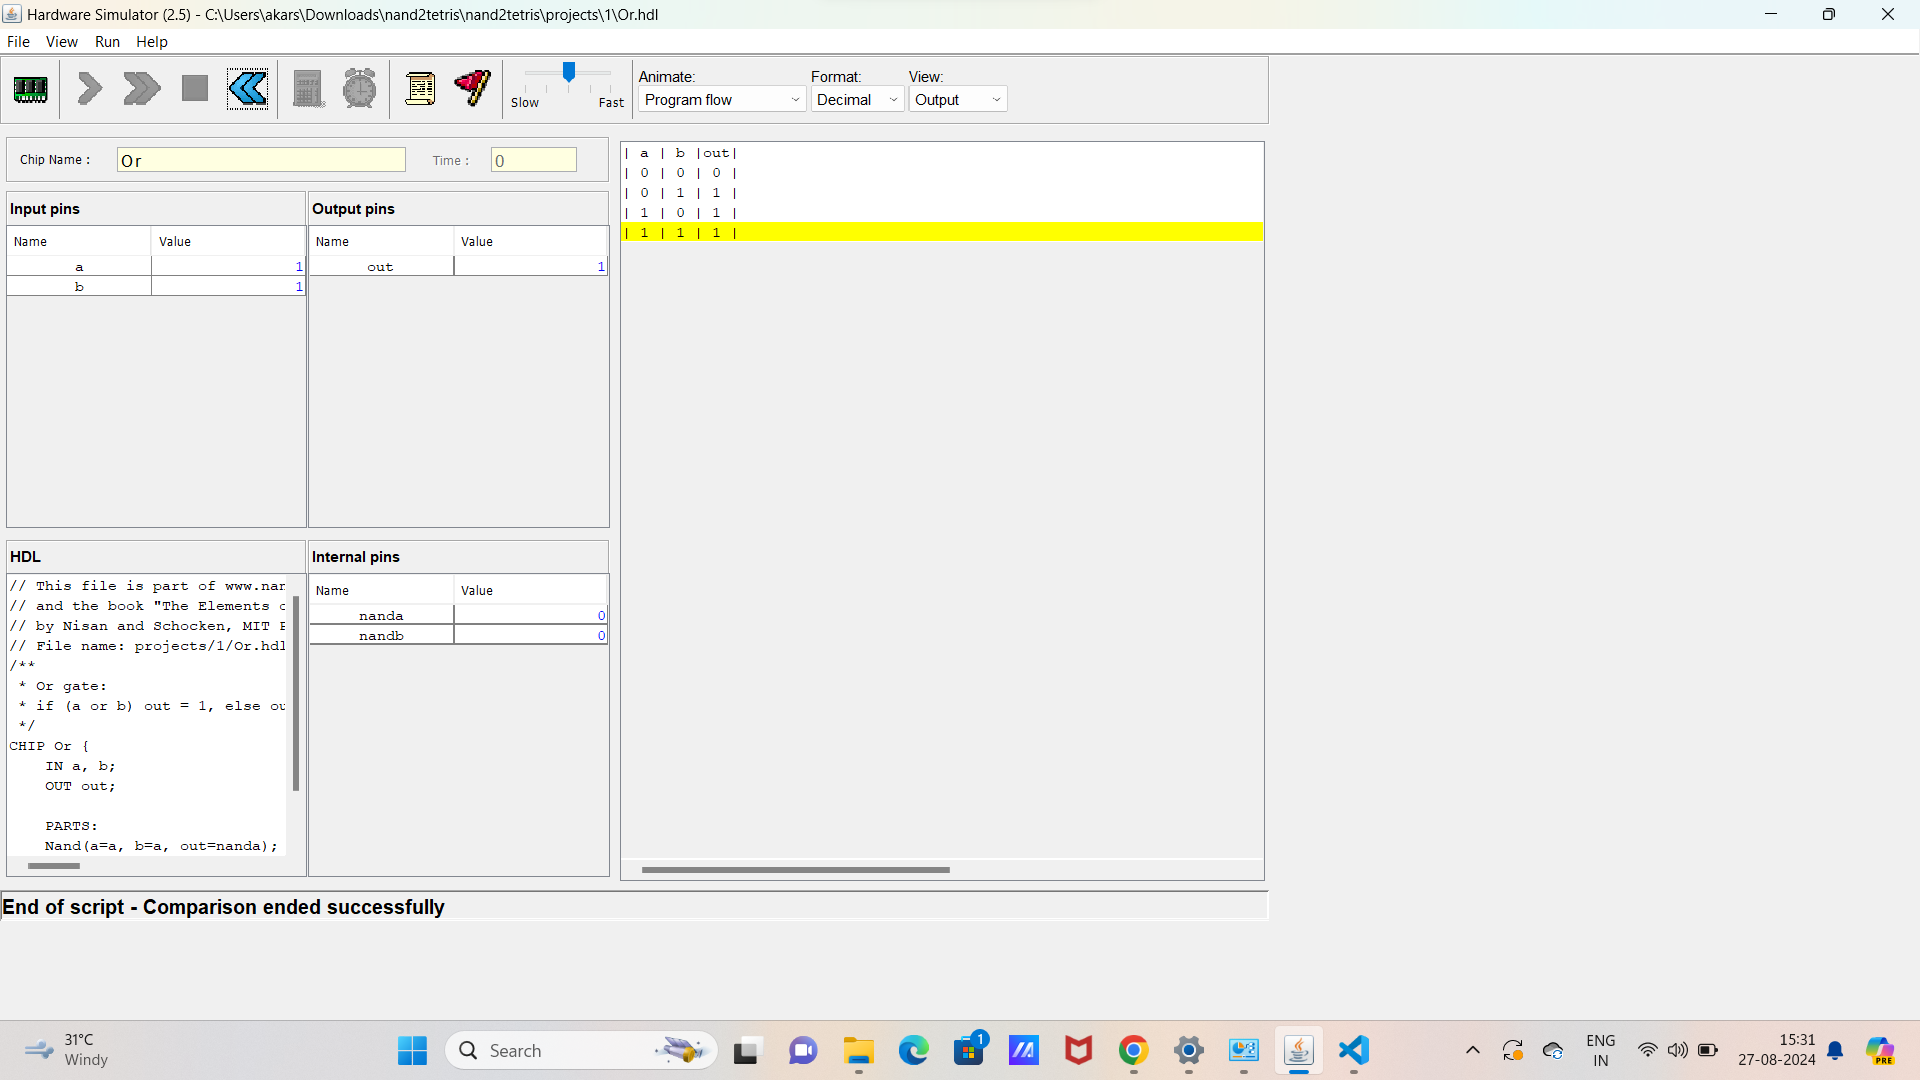 Hardware Simulator (2.5) - C:\Users\akars\Downloads\nand2tetris\nand2tetris\projects\1\Or.hdl
File View Run Help
Slow Fast
Animate: Format: View:
Program flow Decimal Output
Chip Name : Or Time : 0
Input pins
Name Value
a 1
b 1
Output pins
Name Value
out 1
| a | b |out|
| 0 | 0 | 0 |
| 0 | 1 | 1 |
| 1 | 0 | 1 |
| 1 | 1 | 1 |
HDL
// This file is part of www.nan
// and the book "The Elements o
// by Nisan and Schocken, MIT P
// File name: projects/1/Or.hdl
/**
* Or gate:
* if (a or b) out = 1, else ou
*/
CHIP Or {
IN a, b;
OUT out;
PARTS:
Nand(a=a, b=a, out=nanda);
Internal pins
Name Value
nanda 0
nandb 0
End of script - Comparison ended successfully
31°C
Windy
Search
1
ENG
IN
15:31
27-08-2024
PRE